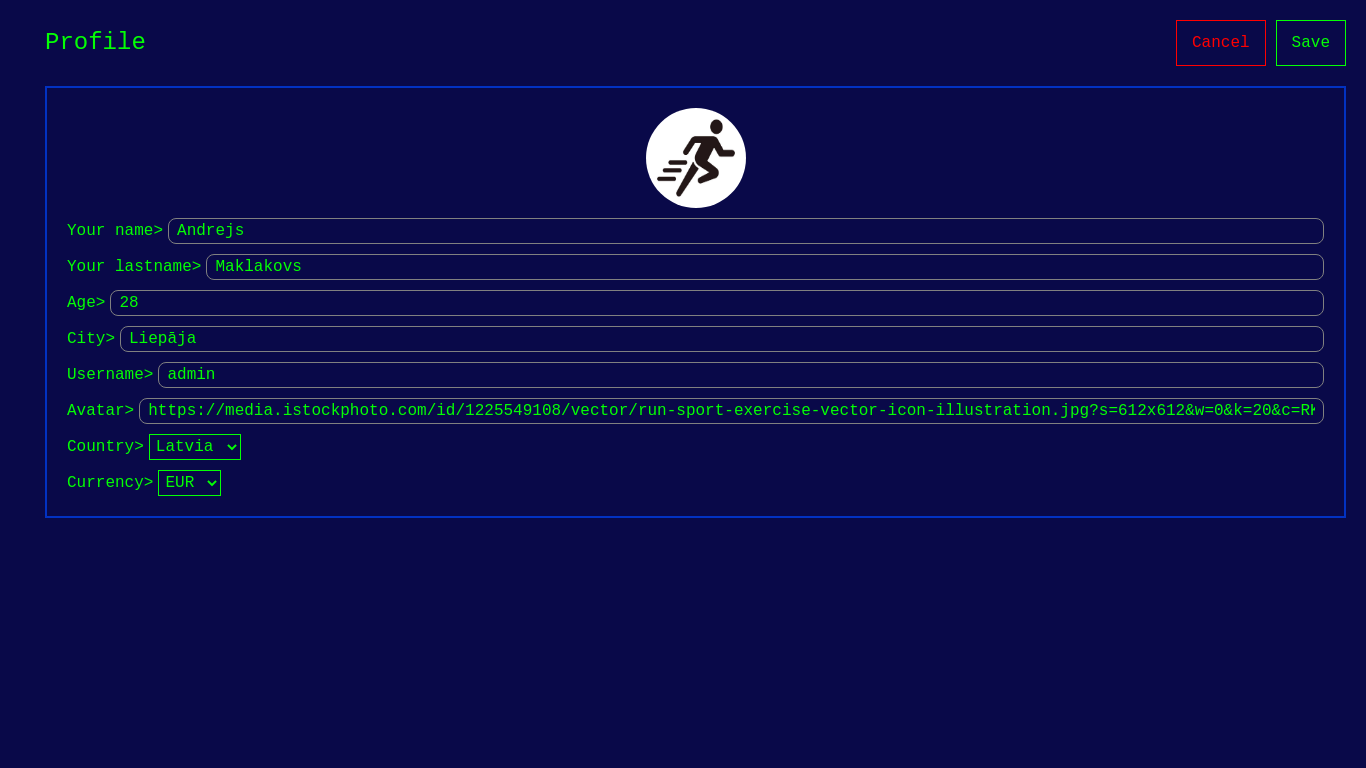 Profile
Cancel
Save
Your name> Andrejs
Your lastname> Maklakovs
Age> 28
City> Liepāja
Username> admin
Avatar> https://media.istockphoto.com/id/1225549108/vector/run-sport-exercise-vector-icon-illustration.jpg?s=612x612&w=0&k=20&c=R
Country> Latvia
Currency> EUR